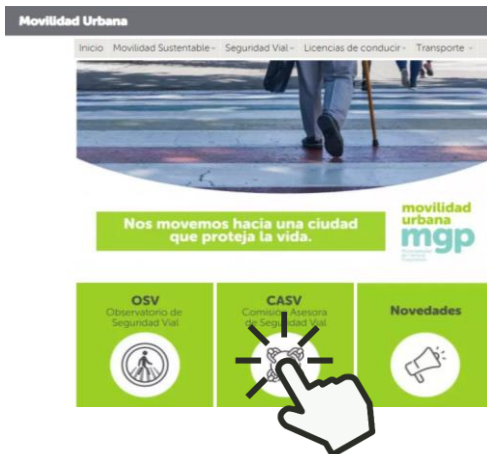 Movilidad Urbana
Inicio Movilidad Sustentable - Seguridad Vial - Licencias de conducir - Transporte -
Nos movemos hacia una ciudad
que proteja la vida.
movilidad
urbana
mgp
OSV
Observatorio de
Seguridad Vial
CASV
Comisión Asesora
de Seguridad Vial
Novedades